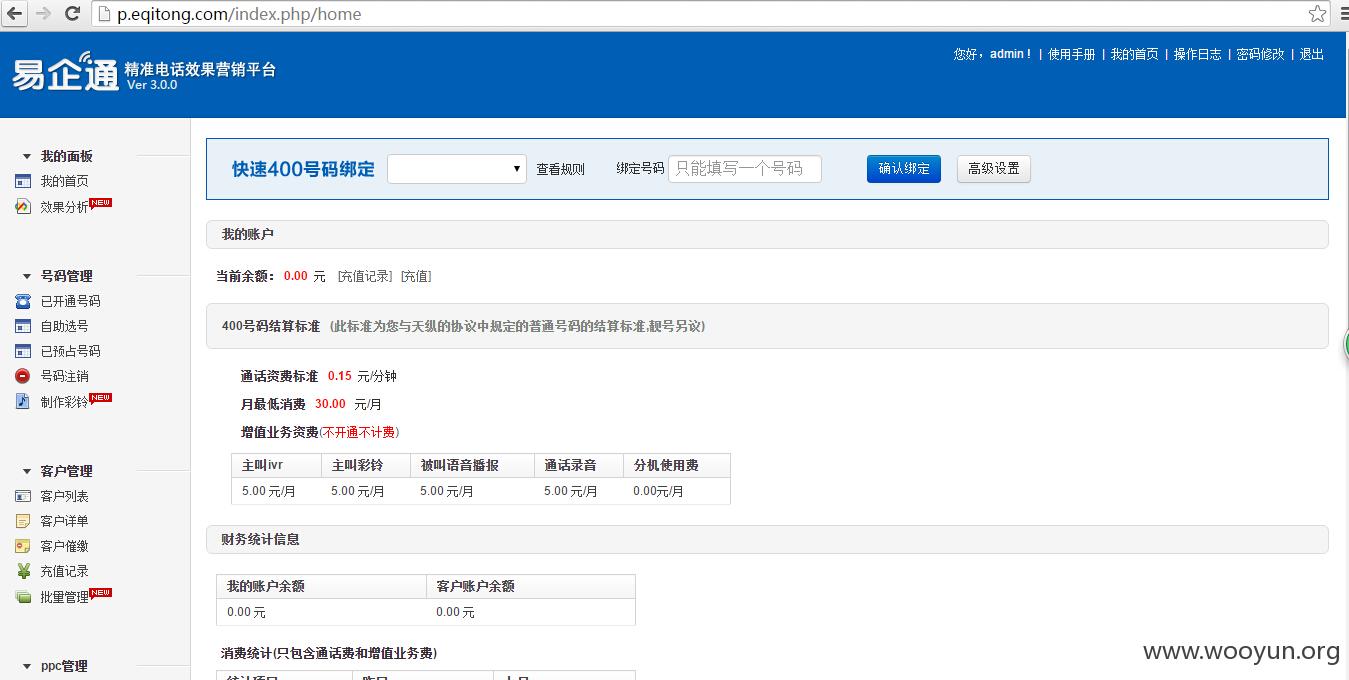 p.eqitong.com/index.php/home
易企通 精准电话效果营销平台
Ver 3.0.0
您好，admin！ | 使用手册 | 我的首页 | 操作日志 | 密码修改 | 退出
我的面板
我的首页
效果分析 NEW
号码管理
已开通号码
自助选号
已预占号码
号码注销
制作彩铃 NEW
客户管理
客户列表
客户详单
客户催缴
充值记录
批量管理 NEW
ppc管理
快速400号码绑定 查看规则 绑定号码 只能填写一个号码 确认绑定 高级设置
我的账户
当前余额： 0.00 元 [充值记录] [充值]
400号码结算标准 (此标准为您与天纵的协议中规定的普通号码的结算标准,靓号另议)
通话资费标准 0.15 元/分钟
月最低消费 30.00 元/月
增值业务资费(不开通不计费)
主叫ivr 主叫彩铃 被叫语音播报 通话录音 分机使用费
5.00 元/月 5.00 元/月 5.00 元/月 5.00 元/月 0.00元/月
财务统计信息
我的账户余额 客户账户余额
0.00 元 0.00 元
消费统计(只包含通话费和增值业务费)
www.wooyun.org